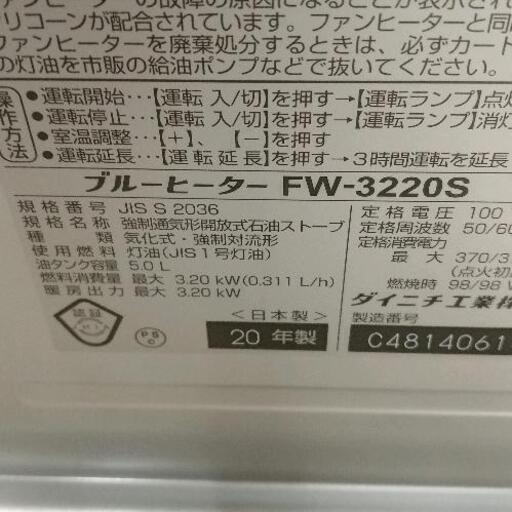 ァンヒーターの故障の原因になることが表示され
リコーンが配合されています。ファンヒーターと同
ファンヒーターを廃棄処分するときは、必ずカート
の灯油を市販の給油ポンプなどで抜いてください。
操作方法
●運転開始…【運転 入/切】を押す→【運転ランプ】点
●運転停止…【運転 入/切】を押す→【運転ランプ】消灯
●室温調整…【＋】、【－】を押す
●運転延長…【運転延長】を押す→3時間運転を延長
ブルーヒーター FW-3220S
規格番号 JIS S 2036
規格名称 強制通気形開放式石油ストーブ
種類 気化式・強制対流形
使用燃料 灯油(JIS1号灯油)
油タンク容量 5.0 L
燃料消費量 最大 3.20 kW(0.311 L/h)
暖房出力 最大 3.20 kW
定格電圧 100
定格周波数 50/60
定格消費電力
最大 370/3
(点火初
燃焼時 98/98 W
ダイニチ工業株
認証
PSC
<日本製>
20 年製
製造番号
C4814061